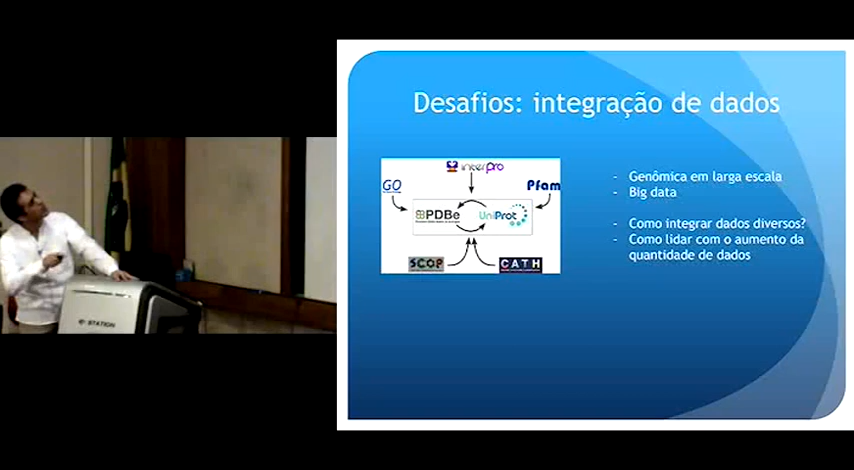 Desafios: integração de dados
interpro
GO
Pfam
PDBe
UniProt
SCOP
CATH
- Genômica em larga escala
- Big data
- Como integrar dados diversos?
- Como lidar com o aumento da
quantidade de dados
STATION